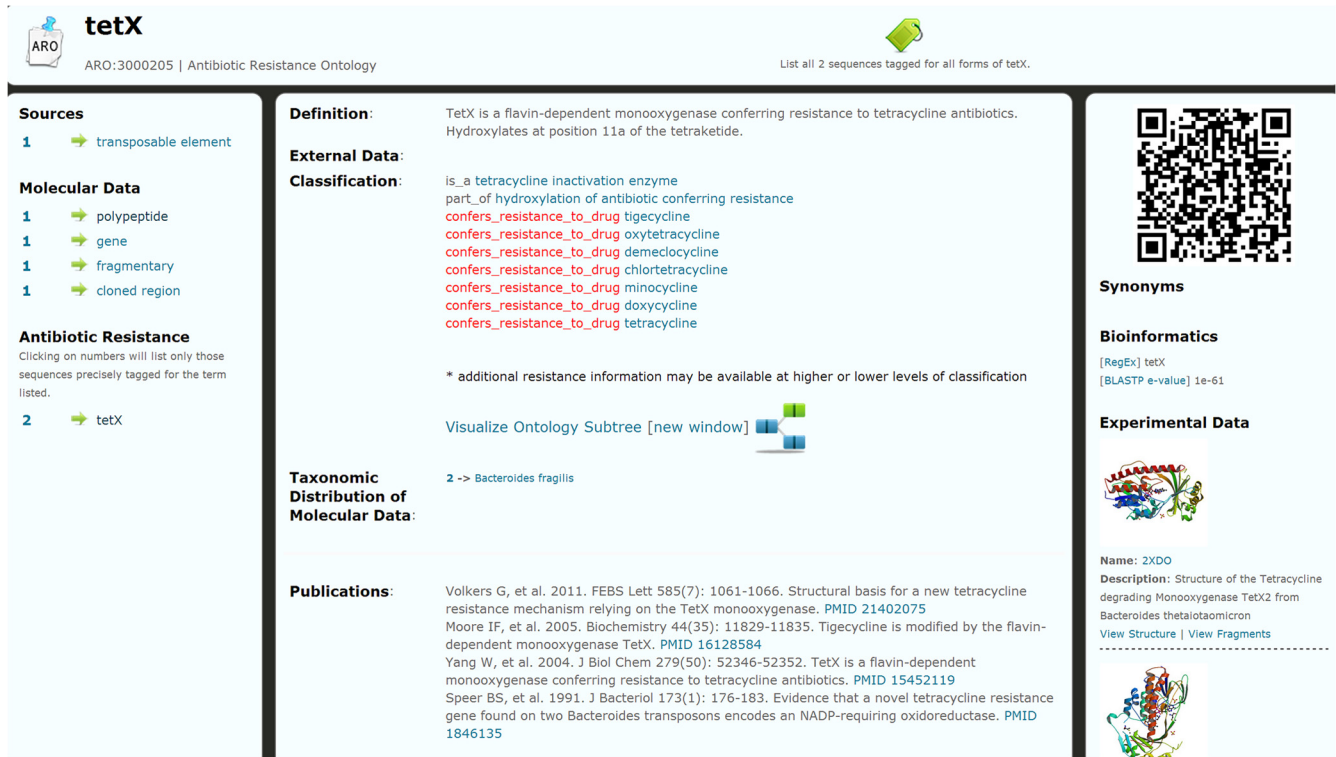 tetX
ARO
ARO:3000205 | Antibiotic Resistance Ontology
List all 2 sequences tagged for all forms of tetX.
Sources
1 transposable element
Molecular Data
1 polypeptide
1 gene
1 fragmentary
1 cloned region
Antibiotic Resistance
Clicking on numbers will list only those
sequences precisely tagged for the term
listed.
2 tetX
Definition:
TetX is a flavin-dependent monooxygenase conferring resistance to tetracycline antibiotics.
Hydroxylates at position 11a of the tetraketide.
External Data:
Classification:
is_a tetracycline inactivation enzyme
part_of hydroxylation of antibiotic conferring resistance
confers_resistance_to_drug tigecycline
confers_resistance_to_drug oxytetracycline
confers_resistance_to_drug demeclocycline
confers_resistance_to_drug chlortetracycline
confers_resistance_to_drug minocycline
confers_resistance_to_drug doxycycline
confers_resistance_to_drug tetracycline
* additional resistance information may be available at higher or lower levels of classification
Visualize Ontology Subtree [new window]
Taxonomic
Distribution of
Molecular Data:
2 -> Bacteroides fragilis
Publications:
Volkers G, et al. 2011. FEBS Lett 585(7): 1061-1066. Structural basis for a new tetracycline
resistance mechanism relying on the TetX monooxygenase. PMID 21402075
Moore IF, et al. 2005. Biochemistry 44(35): 11829-11835. Tigecycline is modified by the flavin-
dependent monooxygenase TetX. PMID 16128584
Yang W, et al. 2004. J Biol Chem 279(50): 52346-52352. TetX is a flavin-dependent
monooxygenase conferring resistance to tetracycline antibiotics. PMID 15452119
Speer BS, et al. 1991. J Bacteriol 173(1): 176-183. Evidence that a novel tetracycline resistance
gene found on two Bacteroides transposons encodes an NADP-requiring oxidoreductase. PMID
1846135
Synonyms
Bioinformatics
[RegEx] tetX
[BLASTP e-value] 1e-61
Experimental Data
Name: 2XDO
Description: Structure of the Tetracycline
degrading Monooxygenase TetX2 from
Bacteroides thetaiotaomicron
View Structure | View Fragments